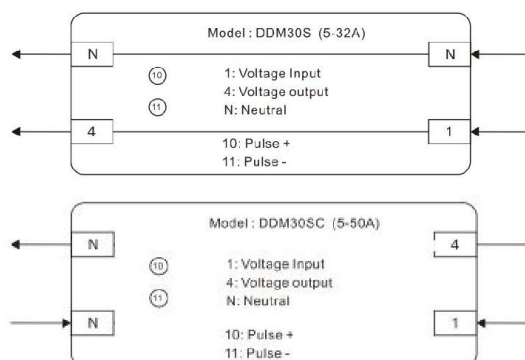 Model : DDM30S (5-32A)
N
N
10
1: Voltage Input
4: Voltage output
11
N: Neutral
4
1
10: Pulse +
11: Pulse -
Model : DDM30SC (5-50A)
N
4
10
1: Voltage Input
4: Voltage output
11
N: Neutral
N
1
10: Pulse +
11: Pulse -